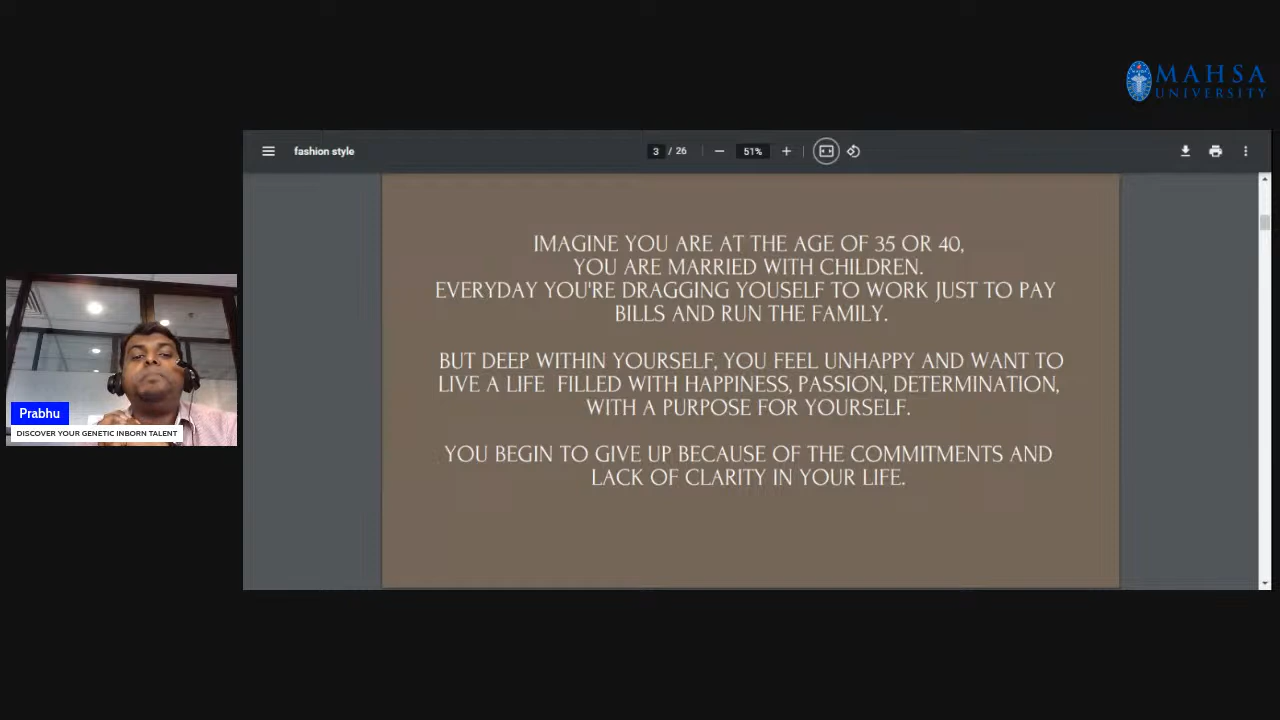 MAHSA
UNIVERSITY
fashion style
3 / 26
51%
IMAGINE YOU ARE AT THE AGE OF 35 OR 40,
YOU ARE MARRIED WITH CHILDREN.
EVERYDAY YOU'RE DRAGGING YOUSELF TO WORK JUST TO PAY
BILLS AND RUN THE FAMILY.
BUT DEEP WITHIN YOURSELF, YOU FEEL UNHAPPY AND WANT TO
LIVE A LIFE FILLED WITH HAPPINESS, PASSION, DETERMINATION,
WITH A PURPOSE FOR YOURSELF.
YOU BEGIN TO GIVE UP BECAUSE OF THE COMMITMENTS AND
LACK OF CLARITY IN YOUR LIFE.
Prabhu
DISCOVER YOUR GENETIC INBORN TALENT